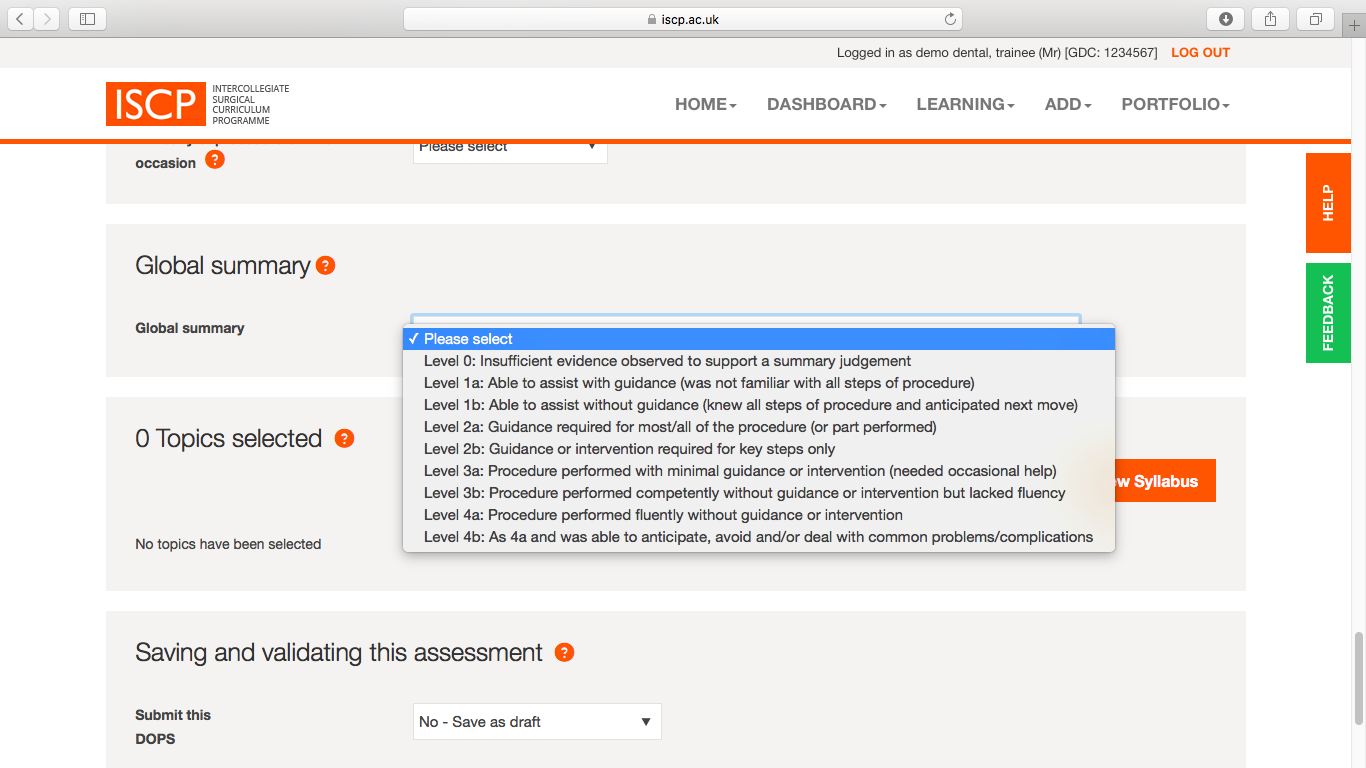 iscp.ac.uk
Logged in as demo dental, trainee (Mr) [GDC: 1234567] LOG OUT
ISCP
INTERCOLLEGIATE
SURGICAL
CURRICULUM
PROGRAMME
HOME DASHBOARD LEARNING ADD PORTFOLIO
Please select
occasion ?
HELP
FEEDBACK
Global summary ?
Global summary
✓ Please select
Level 0: Insufficient evidence observed to support a summary judgement
Level 1a: Able to assist with guidance (was not familiar with all steps of procedure)
Level 1b: Able to assist without guidance (knew all steps of procedure and anticipated next move)
Level 2a: Guidance required for most/all of the procedure (or part performed)
Level 2b: Guidance or intervention required for key steps only
Level 3a: Procedure performed with minimal guidance or intervention (needed occasional help)
Level 3b: Procedure performed competently without guidance or intervention but lacked fluency
Level 4a: Procedure performed fluently without guidance or intervention
Level 4b: As 4a and was able to anticipate, avoid and/or deal with common problems/complications
0 Topics selected ?
Syllabus
No topics have been selected
Saving and validating this assessment ?
Submit this
DOPS
No - Save as draft